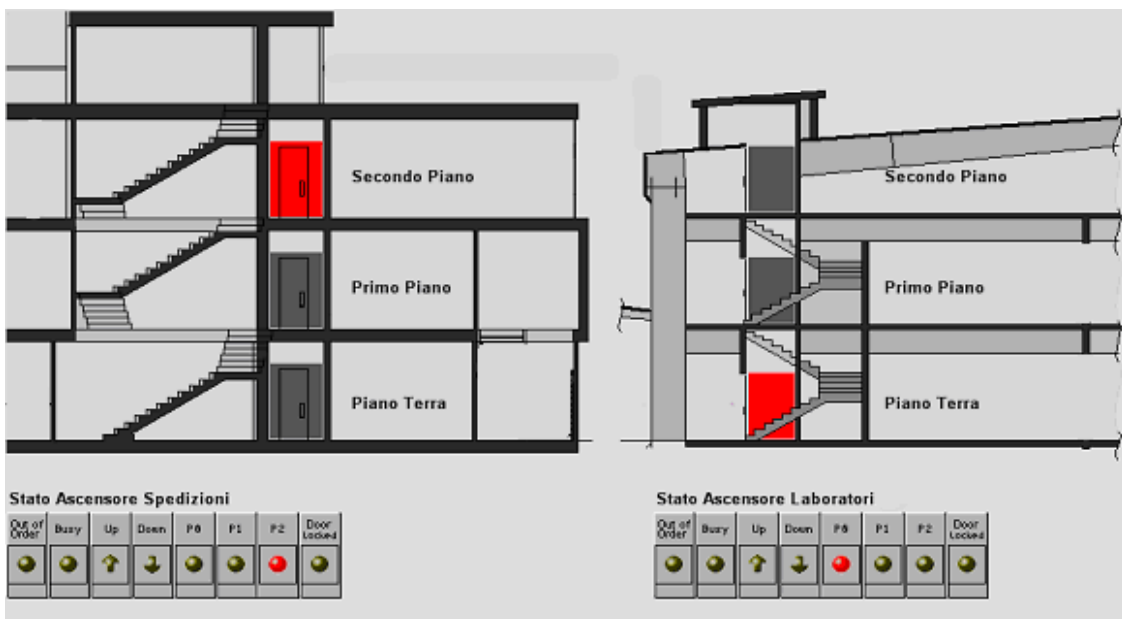 Secondo Piano
Primo Piano
Piano Terra
Secondo Piano
Primo Piano
Piano Terra
Stato Ascensore Spedizioni
Out of Order Busy Up Down P0 P1 P2 Door Locked
Stato Ascensore Laboratori
Out of Order Busy Up Down P0 P1 P2 Door Locked